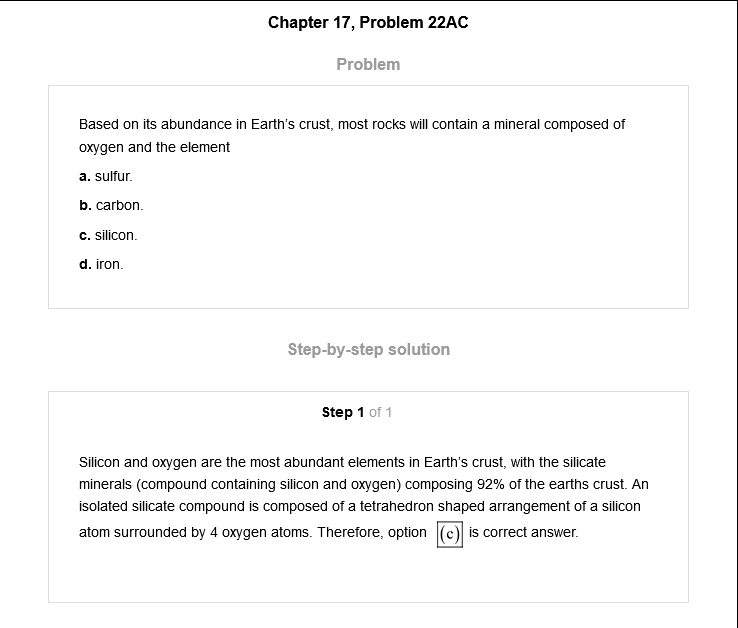 Chapter 17, Problem 22AC
Problem
Based on its abundance in Earth's crust, most rocks will contain a mineral composed of
oxygen and the element
a. sulfur.
b. carbon.
c. silicon.
d. iron.
Step-by-step solution
Step 1 of 1
Silicon and oxygen are the most abundant elements in Earth's crust, with the silicate
minerals (compound containing silicon and oxygen) composing 92% of the earths crust. An
isolated silicate compound is composed of a tetrahedron shaped arrangement of a silicon
atom surrounded by 4 oxygen atoms. Therefore, option (c) is correct answer.